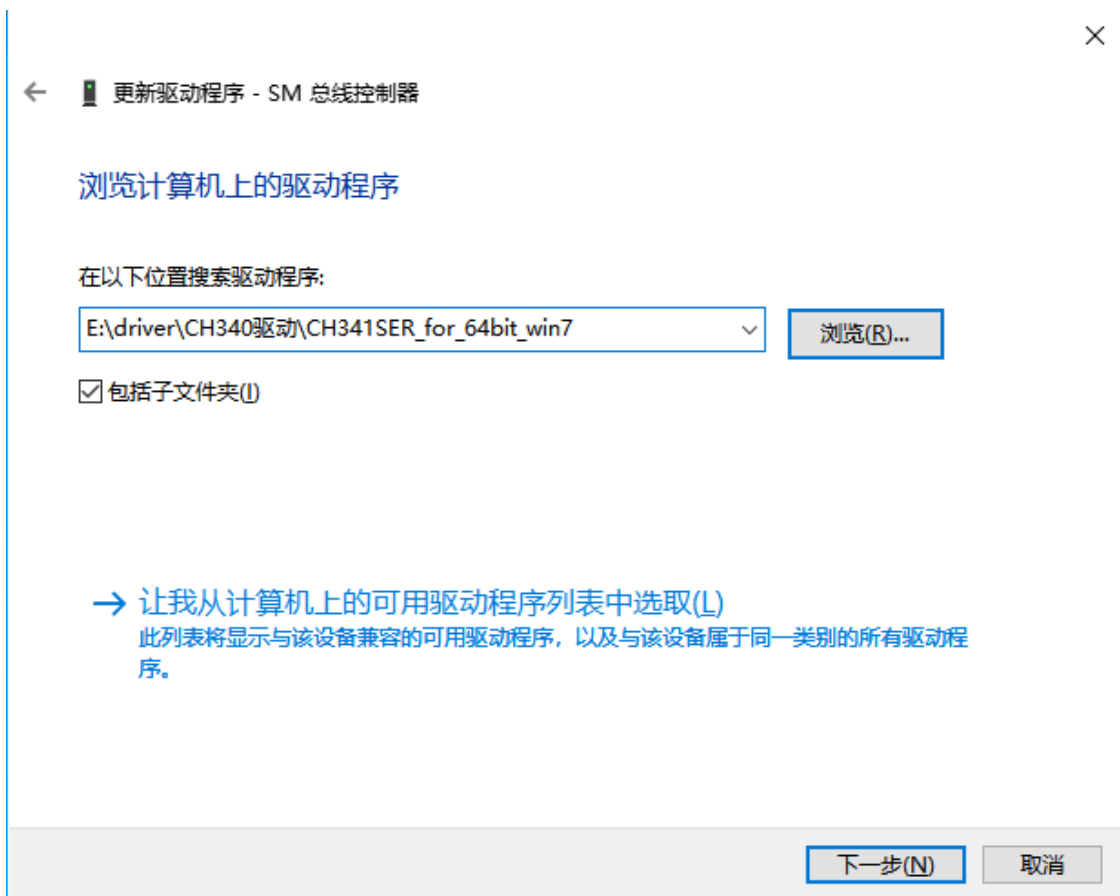 更新驱动程序 - SM 总线控制器
浏览计算机上的驱动程序
在以下位置搜索驱动程序:
E:\driver\CH340驱动\CH341SER_for_64bit_win7
浏览(R)...
包括子文件夹(I)
让我从计算机上的可用驱动程序列表中选取(L)
此列表将显示与该设备兼容的可用驱动程序，以及与该设备属于同一类别的所有驱动程
序。
下一步(N)
取消